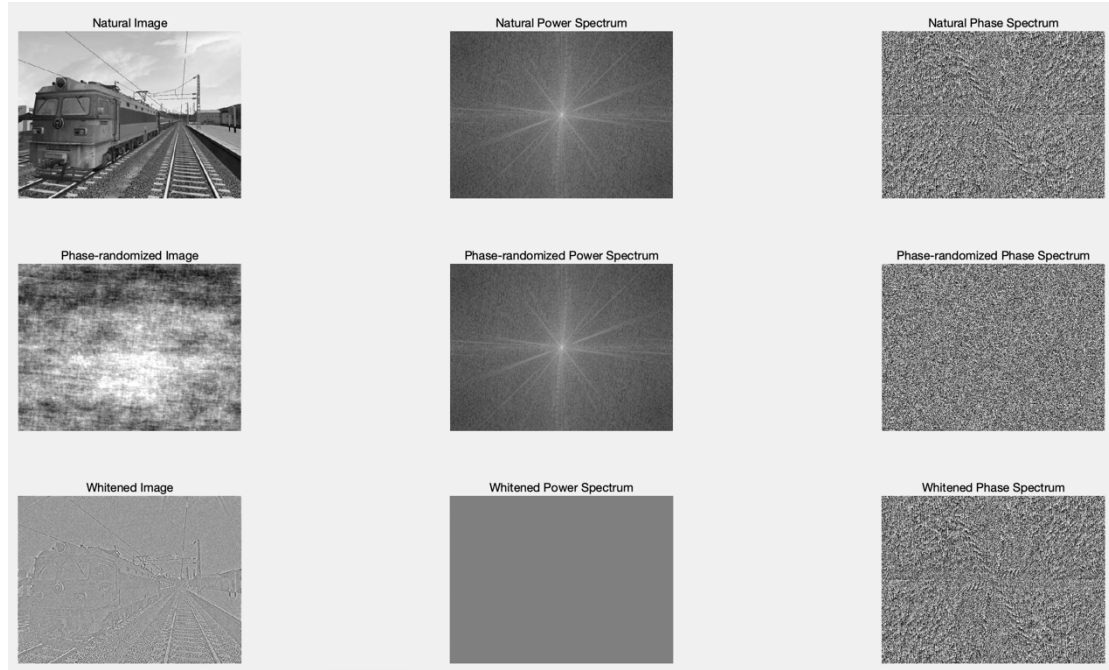 Natural Image
Natural Power Spectrum
Natural Phase Spectrum
Phase-randomized Image
Phase-randomized Power Spectrum
Phase-randomized Phase Spectrum
Whitened Image
Whitened Power Spectrum
Whitened Phase Spectrum